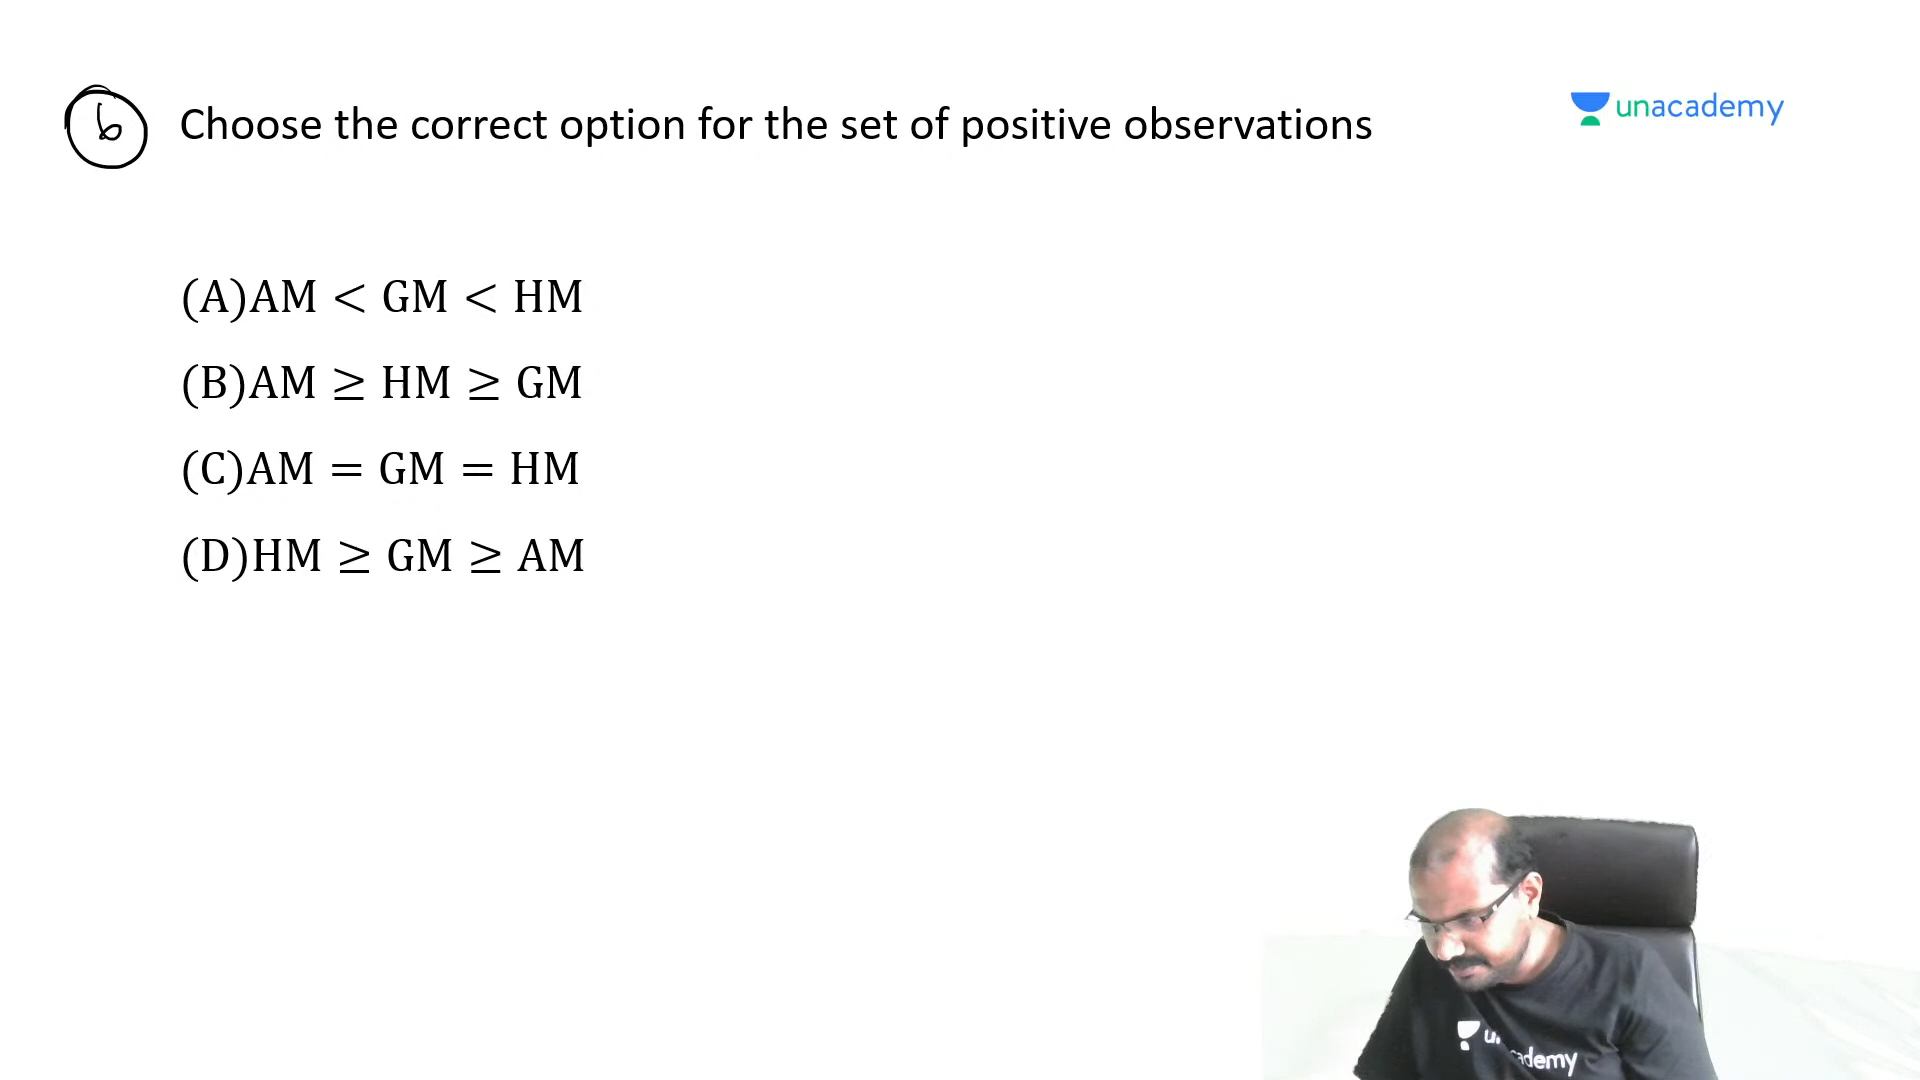 6 Choose the correct option for the set of positive observations
unacademy
(A)AM < GM < HM
(B)AM ≥ HM ≥ GM
(C)AM = GM = HM
(D)HM ≥ GM ≥ AM